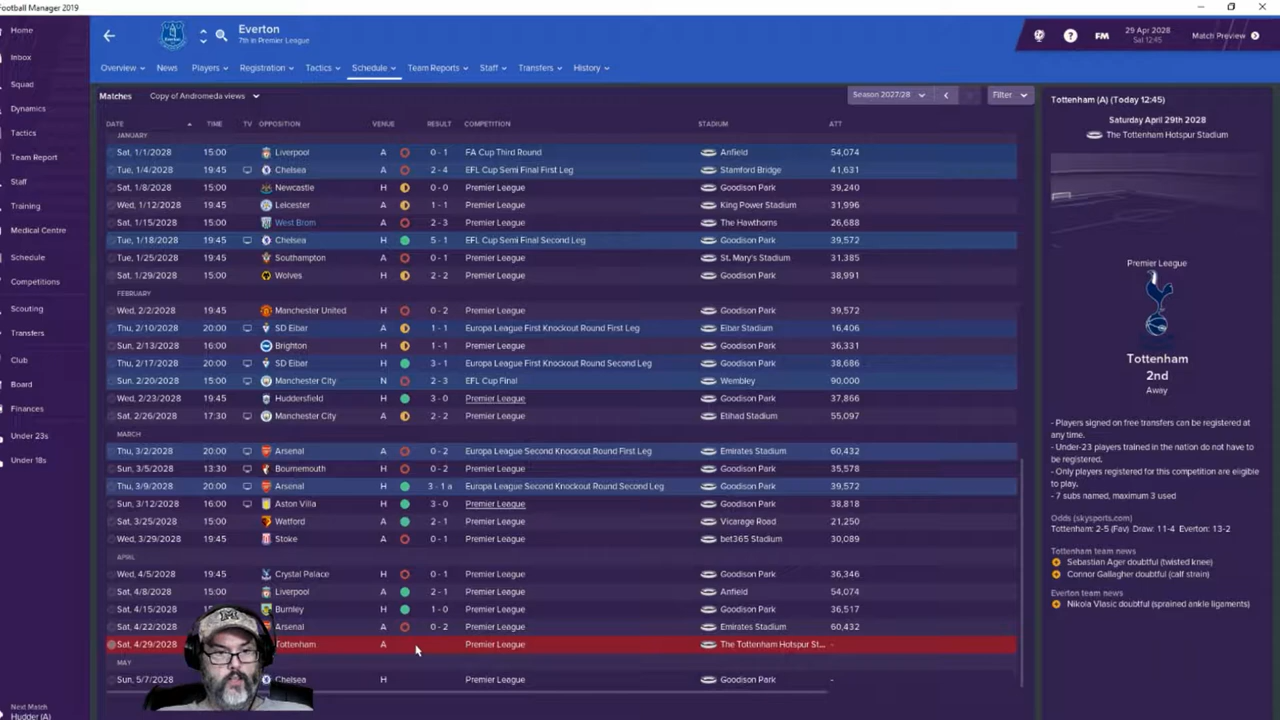 Football Manager 2019
Home
Inbox
Squad
Dynamics
Tactics
Team Report
Staff
Training
Medical Centre
Schedule
Competitions
Scouting
Transfers
Club
Board
Finances
Under 23s
Under 18s
Next Match
Hudder (A)
Everton
7th in Premier League
FM
29 Apr 2028
Sat 12:45
Match Preview
Overview News Players Registration Tactics Schedule Team Reports Staff Transfers History
Matches Copy of Andromeda views Season 2027/28 Filter
DATE TIME TV OPPOSITION VENUE RESULT COMPETITION STADIUM ATT
JANUARY
Sat, 1/1/2028 15:00 Liverpool A 0 - 1 FA Cup Third Round Anfield 54,074
Tue, 1/4/2028 19:45 Chelsea A 2 - 4 EFL Cup Semi Final First Leg Stamford Bridge 41,631
Sat, 1/8/2028 15:00 Newcastle H 0 - 0 Premier League Goodison Park 39,240
Wed, 1/12/2028 19:45 Leicester A 1 - 1 Premier League King Power Stadium 31,996
Sat, 1/15/2028 15:00 West Brom A 2 - 3 Premier League The Hawthorns 26,688
Tue, 1/18/2028 19:45 Chelsea H 5 - 1 EFL Cup Semi Final Second Leg Goodison Park 39,572
Tue, 1/25/2028 19:45 Southampton A 0 - 1 Premier League St. Mary's Stadium 31,385
Sat, 1/29/2028 15:00 Wolves H 2 - 2 Premier League Goodison Park 38,991
FEBRUARY
Wed, 2/2/2028 19:45 Manchester United H 0 - 2 Premier League Goodison Park 39,572
Thu, 2/10/2028 20:00 SD Eibar A 1 - 1 Europa League First Knockout Round First Leg Eibar Stadium 16,406
Sun, 2/13/2028 16:00 Brighton H 1 - 1 Premier League Goodison Park 36,331
Thu, 2/17/2028 20:00 SD Eibar H 3 - 1 Europa League First Knockout Round Second Leg Goodison Park 38,686
Sun, 2/20/2028 15:00 Manchester City N 2 - 3 EFL Cup Final Wembley 90,000
Wed, 2/23/2028 19:45 Huddersfield H 3 - 0 Premier League Goodison Park 37,866
Sat, 2/26/2028 17:30 Manchester City A 2 - 2 Premier League Etihad Stadium 55,097
MARCH
Thu, 3/2/2028 20:00 Arsenal A 0 - 2 Europa League Second Knockout Round First Leg Emirates Stadium 60,432
Sun, 3/5/2028 13:30 Bournemouth H 0 - 2 Premier League Goodison Park 35,578
Thu, 3/9/2028 20:00 Arsenal H 3 - 1 a Europa League Second Knockout Round Second Leg Goodison Park 39,572
Sun, 3/12/2028 16:00 Aston Villa H 3 - 0 Premier League Goodison Park 38,818
Sat, 3/25/2028 15:00 Watford A 2 - 1 Premier League Vicarage Road 21,250
Wed, 3/29/2028 19:45 Stoke A 0 - 1 Premier League bet365 Stadium 30,089
APRIL
Wed, 4/5/2028 19:45 Crystal Palace H 0 - 1 Premier League Goodison Park 36,346
Sat, 4/8/2028 15:00 Liverpool A 2 - 1 Premier League Anfield 54,074
Sat, 4/15/2028 Burnley H 1 - 0 Premier League Goodison Park 36,517
Sat, 4/22/2028 Arsenal A 0 - 2 Premier League Emirates Stadium 60,432
Sat, 4/29/2028 Tottenham A Premier League The Tottenham Hotspur St... -
MAY
Sun, 5/7/2028 Chelsea H Premier League Goodison Park -
Tottenham (A) (Today 12:45)
Saturday April 29th 2028
The Tottenham Hotspur Stadium
Premier League
Tottenham
2nd
Away
- Players signed on free transfers can be registered at
any time.
- Under-23 players trained in the nation do not have to
be registered.
- Only players registered for this competition are eligible
to play.
- 7 subs named, maximum 3 used
Odds (skysports.com)
Tottenham: 2-5 (Fav) Draw: 11-4 Everton: 13-2
Tottenham team news
Sebastian Ager doubtful (twisted knee)
Connor Gallagher doubtful (calf strain)
Everton team news
Nikola Vlasic doubtful (sprained ankle ligaments)